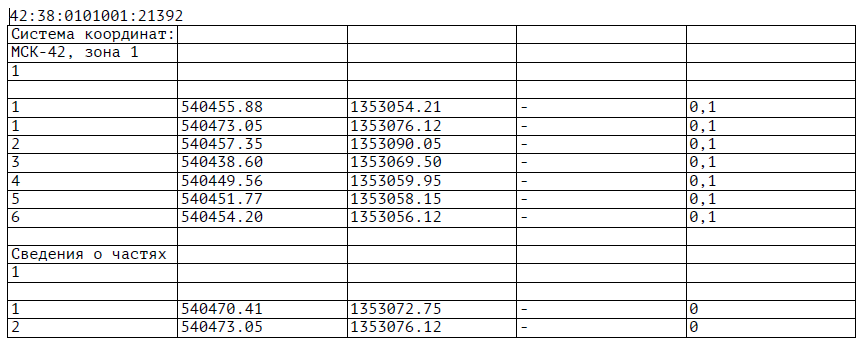 42:38:0101001:21392
Система координат:
МСК-42, зона 1
1
1 540455.88 1353054.21 - 0,1
1 540473.05 1353076.12 - 0,1
2 540457.35 1353090.05 - 0,1
3 540438.60 1353069.50 - 0,1
4 540449.56 1353059.95 - 0,1
5 540451.77 1353058.15 - 0,1
6 540454.20 1353056.12 - 0,1
Сведения о частях
1
1 540470.41 1353072.75 - 0
2 540473.05 1353076.12 - 0